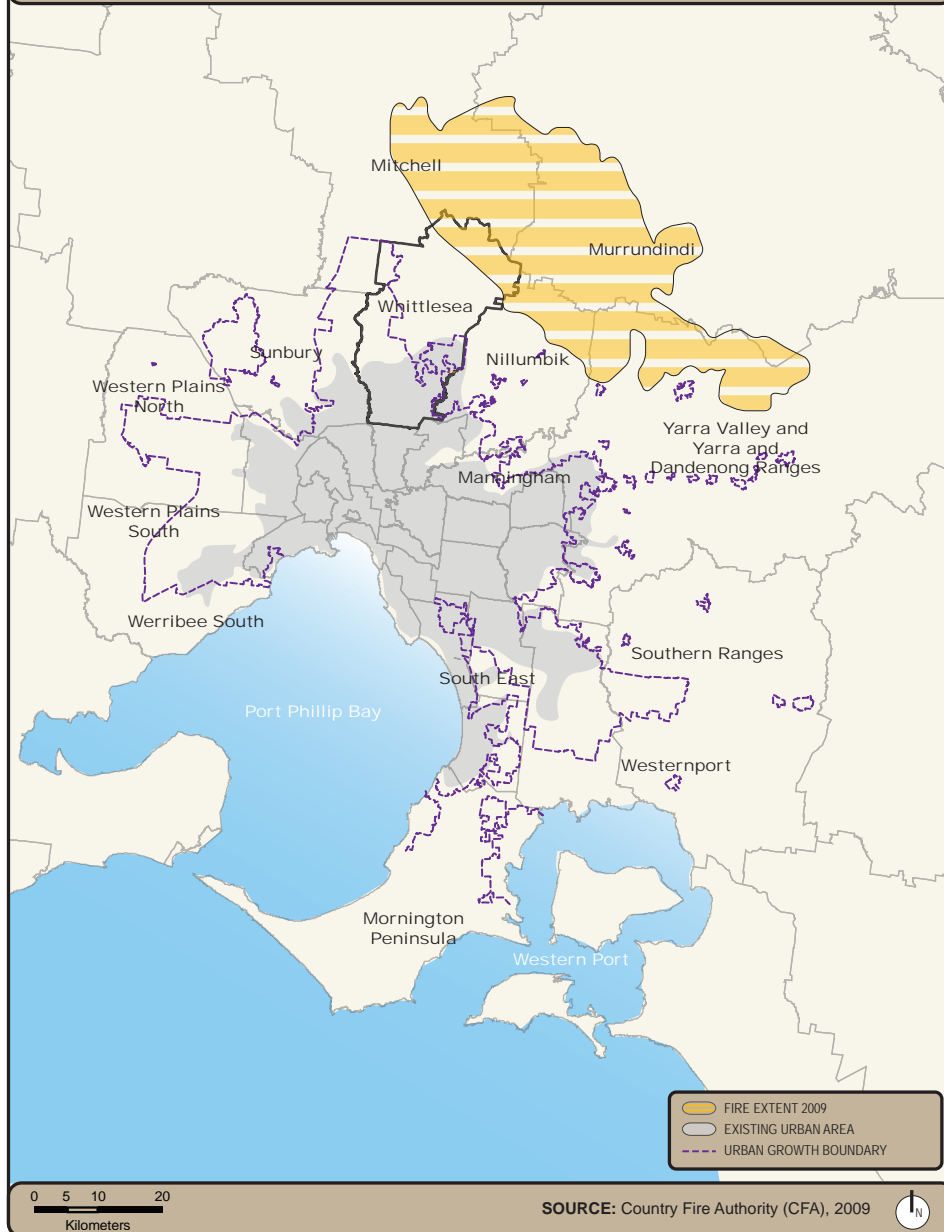 Mitchell
Murrundindi
Whittlesea
Sunbury
Nillumbik
Western Plains
North
Yarra Valley and
Yarra and
Dandenong Ranges
Manningham
Western Plains
South
Werribee South
Southern Ranges
South East
Port Phillip Bay
Westernport
Mornington
Peninsula
Western Port
FIRE EXTENT 2009
EXISTING URBAN AREA
URBAN GROWTH BOUNDARY
0 5 10 20
Kilometers
SOURCE: Country Fire Authority (CFA), 2009
N